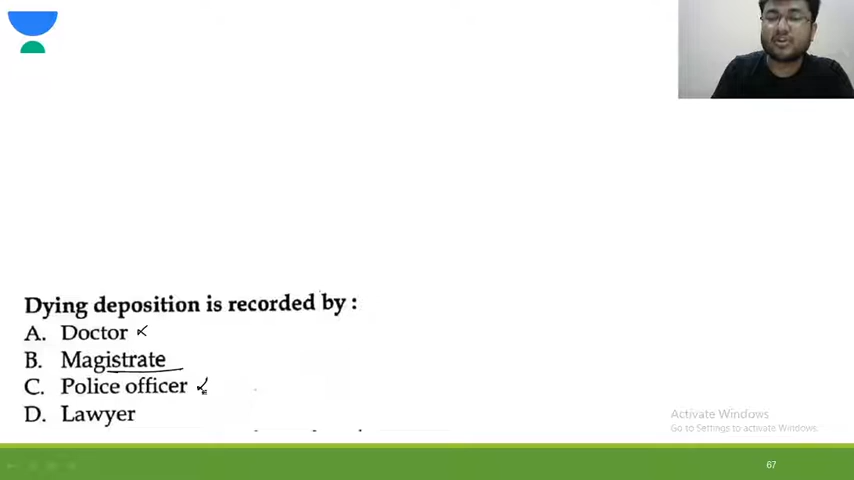 Dying deposition is recorded by :
A. Doctor
B. Magistrate
C. Police officer
D. Lawyer
Activate Windows
Go to Settings to activate Windows.
67